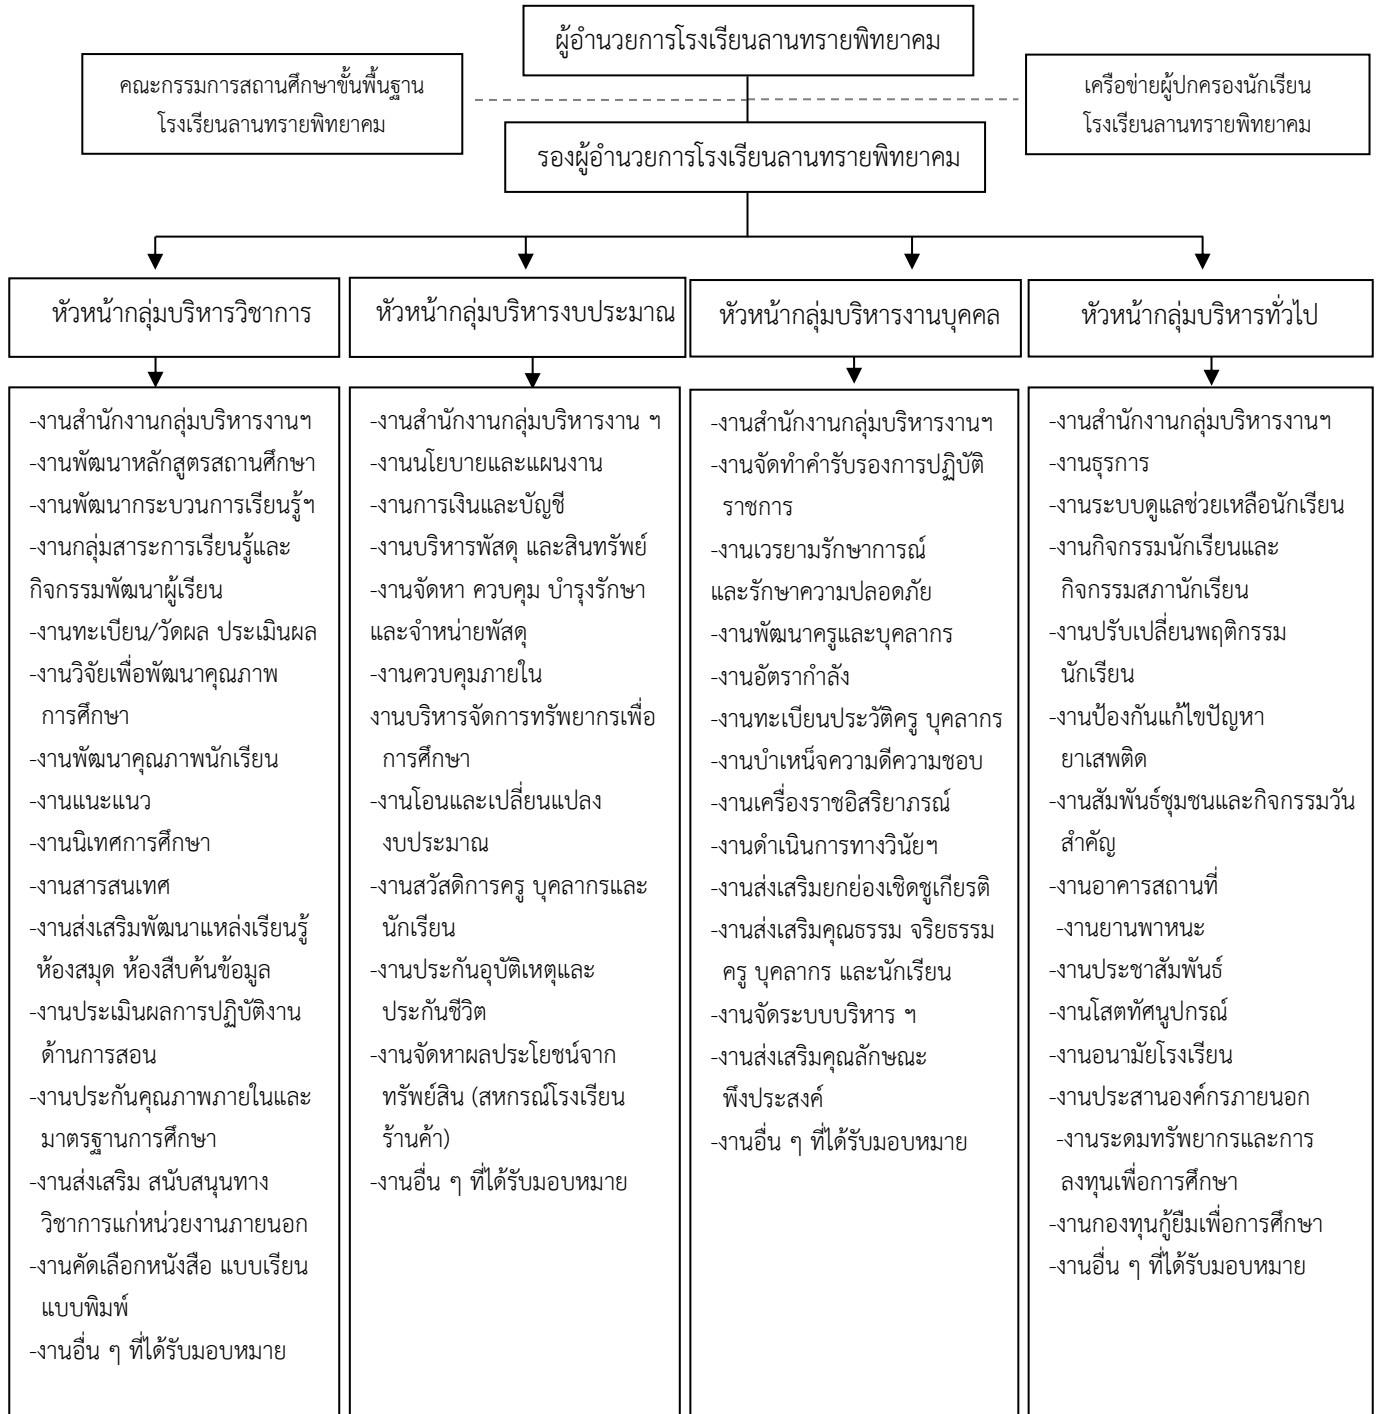 ผู้อำนวยการโรงเรียนลานทรายพิทยาคม
คณะกรรมการสถานศึกษาขั้นพื้นฐาน
โรงเรียนลานทรายพิทยาคม
เครือข่ายผู้ปกครองนักเรียน
โรงเรียนลานทรายพิทยาคม
รองผู้อำนวยการโรงเรียนลานทรายพิทยาคม
หัวหน้ากลุ่มบริหารวิชาการ
หัวหน้ากลุ่มบริหารงบประมาณ
หัวหน้ากลุ่มบริหารงานบุคคล
หัวหน้ากลุ่มบริหารทั่วไป
-งานสำนักงานกลุ่มบริหารงานฯ
-งานพัฒนาหลักสูตรสถานศึกษา
-งานพัฒนากระบวนการเรียนรู้ฯ
-งานกลุ่มสาระการเรียนรู้และ
กิจกรรมพัฒนาผู้เรียน
-งานทะเบียน/วัดผล ประเมินผล
-งานวิจัยเพื่อพัฒนาคุณภาพ
การศึกษา
-งานพัฒนาคุณภาพนักเรียน
-งานแนะแนว
-งานนิเทศการศึกษา
-งานสารสนเทศ
-งานส่งเสริมพัฒนาแหล่งเรียนรู้
ห้องสมุด ห้องสืบค้นข้อมูล
-งานประเมินผลการปฏิบัติงาน
ด้านการสอน
-งานประกันคุณภาพภายในและ
มาตรฐานการศึกษา
-งานส่งเสริม สนับสนุนทาง
วิชาการแก่หน่วยงานภายนอก
-งานคัดเลือกหนังสือ แบบเรียน
แบบพิมพ์
-งานอื่น ๆ ที่ได้รับมอบหมาย
-งานสำนักงานกลุ่มบริหารงาน ฯ
-งานนโยบายและแผนงาน
-งานการเงินและบัญชี
-งานบริหารพัสดุ และสินทรัพย์
-งานจัดหา ควบคุม บำรุงรักษา
และจำหน่ายพัสดุ
-งานควบคุมภายใน
งานบริหารจัดการทรัพยากรเพื่อ
การศึกษา
-งานโอนและเปลี่ยนแปลง
งบประมาณ
-งานสวัสดิการครู บุคลากรและ
นักเรียน
-งานประกันอุบัติเหตุและ
ประกันชีวิต
-งานจัดหาผลประโยชน์จาก
ทรัพย์สิน (สหกรณ์โรงเรียน
ร้านค้า)
-งานอื่น ๆ ที่ได้รับมอบหมาย
-งานสำนักงานกลุ่มบริหารงานฯ
-งานจัดทำคำรับรองการปฏิบัติ
ราชการ
-งานเวรยามรักษาการณ์
และรักษาความปลอดภัย
-งานพัฒนาครูและบุคลากร
-งานอัตรากำลัง
-งานทะเบียนประวัติครู บุคลากร
-งานบำเหน็จความดีความชอบ
-งานเครื่องราชอิสริยาภรณ์
-งานดำเนินการทางวินัยฯ
-งานส่งเสริมยกย่องเชิดชูเกียรติ
-งานส่งเสริมคุณธรรม จริยธรรม
ครู บุคลากร และนักเรียน
-งานจัดระบบบริหาร ฯ
-งานส่งเสริมคุณลักษณะ
พึงประสงค์
-งานอื่น ๆ ที่ได้รับมอบหมาย
-งานสำนักงานกลุ่มบริหารงานฯ
-งานธุรการ
-งานระบบดูแลช่วยเหลือนักเรียน
-งานกิจกรรมนักเรียนและ
กิจกรรมสภานักเรียน
-งานปรับเปลี่ยนพฤติกรรม
นักเรียน
-งานป้องกันแก้ไขปัญหา
ยาเสพติด
-งานสัมพันธ์ชุมชนและกิจกรรมวัน
สำคัญ
-งานอาคารสถานที่
-งานยานพาหนะ
-งานประชาสัมพันธ์
-งานโสตทัศนูปกรณ์
-งานอนามัยโรงเรียน
-งานประสานองค์กรภายนอก
-งานระดมทรัพยากรและการ
ลงทุนเพื่อการศึกษา
-งานกองทุนกู้ยืมเพื่อการศึกษา
-งานอื่น ๆ ที่ได้รับมอบหมาย